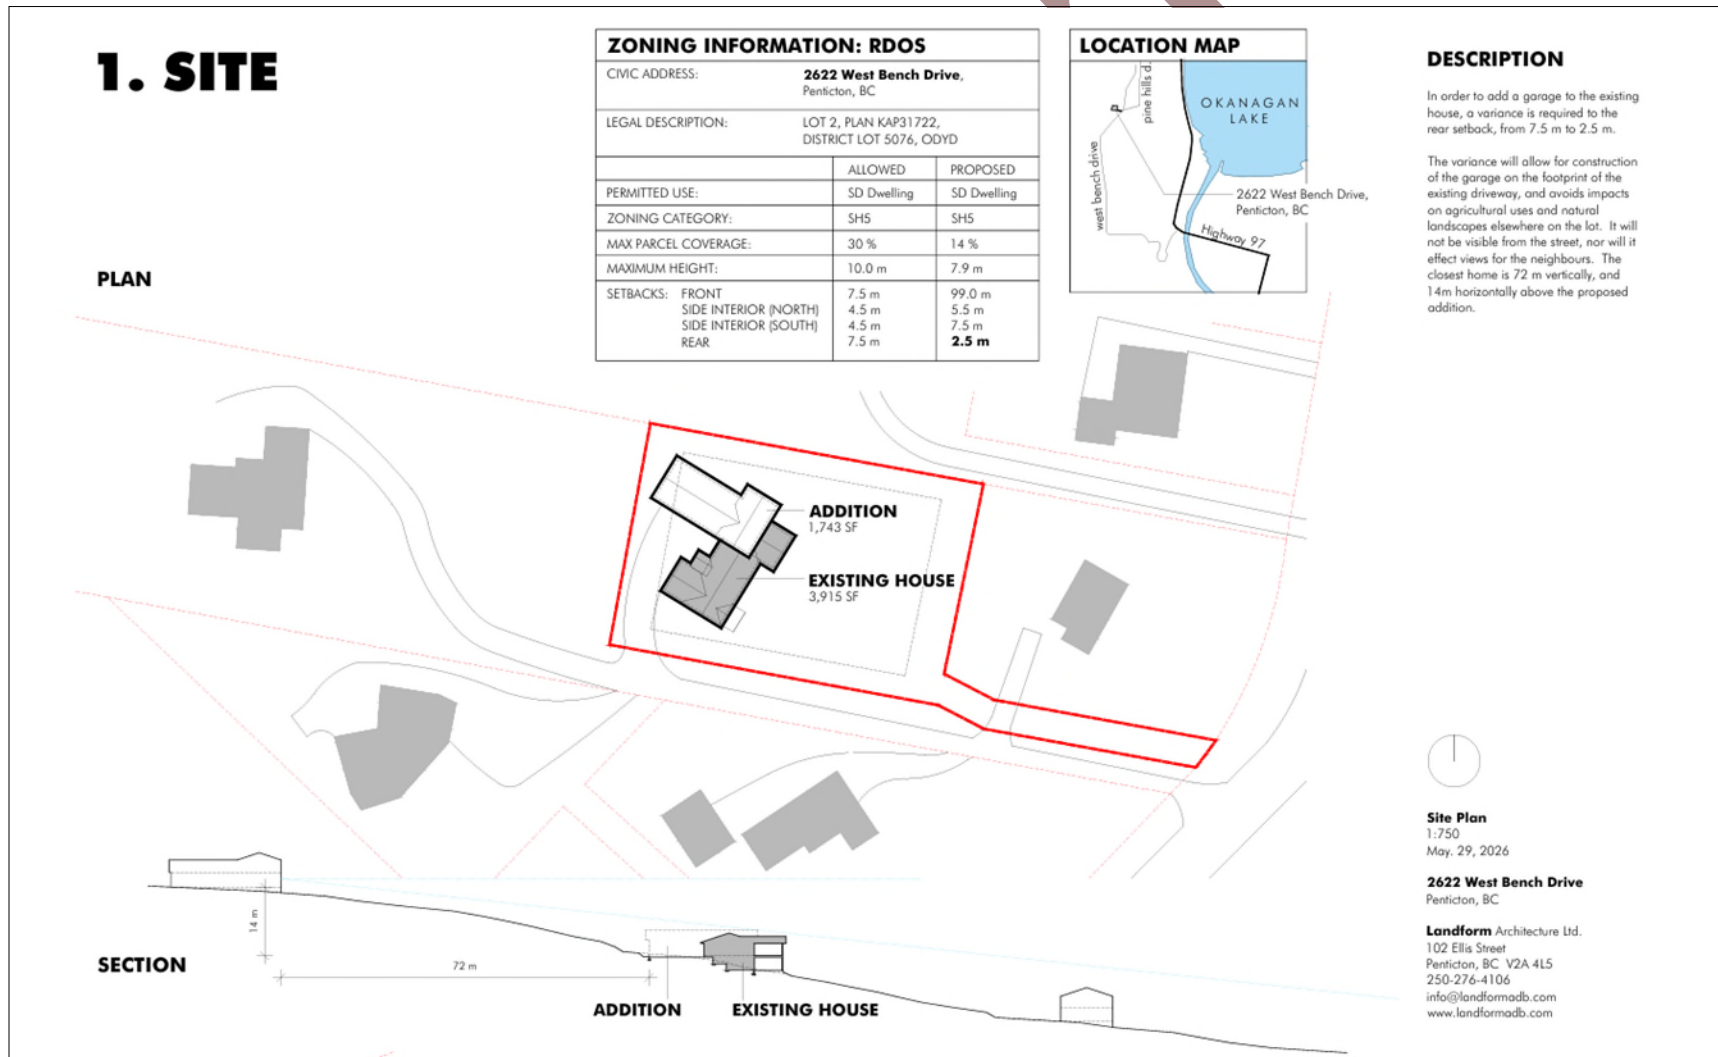 1. SITE
PLAN
ZONING INFORMATION: RDOS
CIVIC ADDRESS: 2622 West Bench Drive,
Penticton, BC
LEGAL DESCRIPTION: LOT 2, PLAN KAP31722,
DISTRICT LOT 5076, ODYD
ALLOWED PROPOSED
PERMITTED USE: SD Dwelling SD Dwelling
ZONING CATEGORY: SH5 SH5
MAX PARCEL COVERAGE: 30 % 14 %
MAXIMUM HEIGHT: 10.0 m 7.9 m
SETBACKS: FRONT 7.5 m 99.0 m
SIDE INTERIOR (NORTH) 4.5 m 5.5 m
SIDE INTERIOR (SOUTH) 4.5 m 7.5 m
REAR 7.5 m 2.5 m
LOCATION MAP
pine hills d.
OKANAGAN
LAKE
west bench drive
2622 West Bench Drive,
Penticton, BC
Highway 97
DESCRIPTION
In order to add a garage to the existing
house, a variance is required to the
rear setback, from 7.5 m to 2.5 m.
The variance will allow for construction
of the garage on the footprint of the
existing driveway, and avoids impacts
on agricultural uses and natural
landscapes elsewhere on the lot. It will
not be visible from the street, nor will it
effect views for the neighbours. The
closest home is 72 m vertically, and
14m horizontally above the proposed
addition.
ADDITION
1,743 SF
EXISTING HOUSE
3,915 SF
SECTION
14 m
72 m
ADDITION
EXISTING HOUSE
Site Plan
1:750
May. 29, 2026
2622 West Bench Drive
Penticton, BC
Landform Architecture Ltd.
102 Ellis Street
Penticton, BC V2A 4L5
250-276-4106
info@landformadb.com
www.landformadb.com